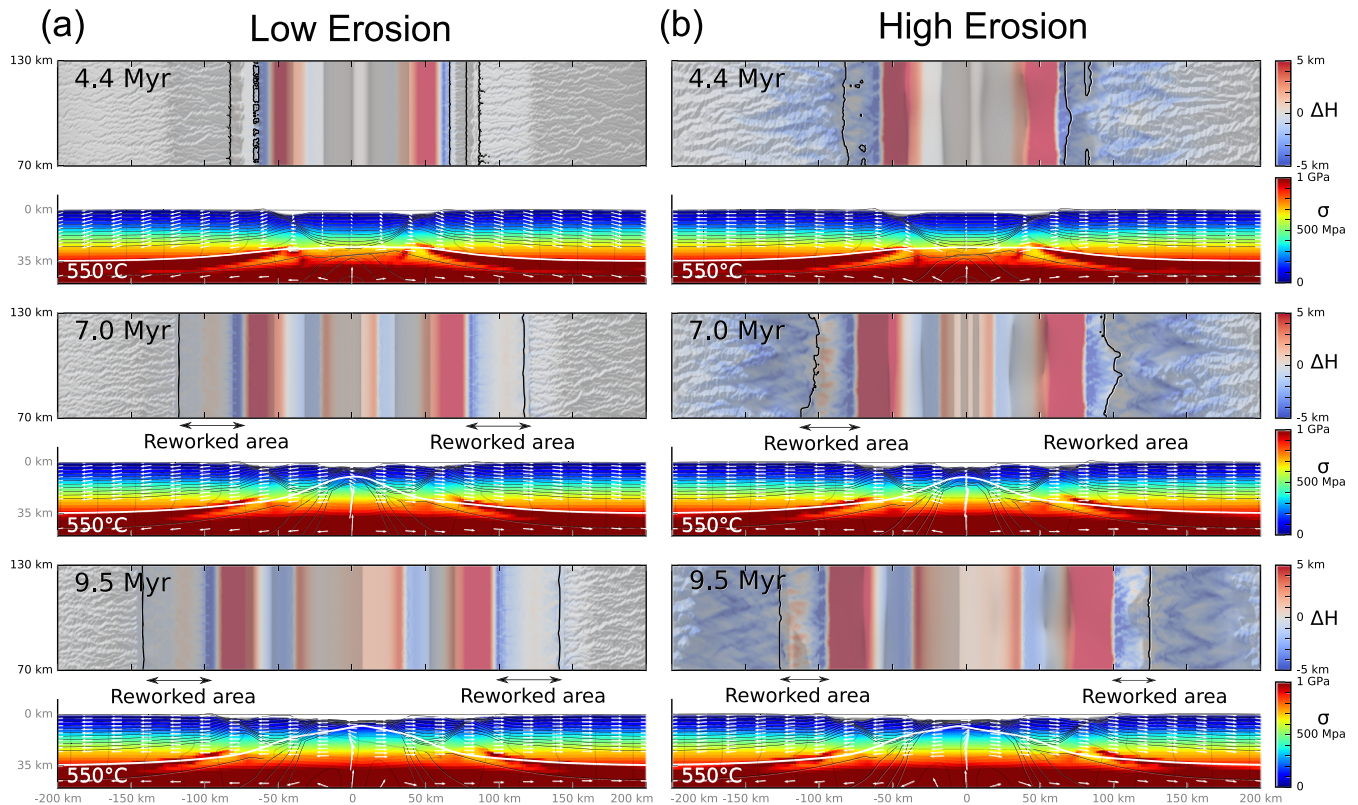 (a) Low Erosion (b) High Erosion
130 km 4.4 Myr 4.4 Myr 5 km
0 ΔH
70 km -5 km
1 GPa
0 km σ
500 Mpa
35 km
550°C 550°C 0
130 km 7.0 Myr 130 km 7.0 Myr 5 km
0 ΔH
70 km 70 km -5 km
Reworked area Reworked area Reworked area Reworked area 1 GPa
0 km σ
500 Mpa
35 km
550°C 550°C 0
130 km 9.5 Myr 9.5 Myr 5 km
0 ΔH
70 km -5 km
Reworked area Reworked area Reworked area Reworked area 1 GPa
0 km σ
500 Mpa
35 km
550°C 550°C 0
-200 km -150 km -100 km -50 km 0 50 km 100 km 150 km 200 km -200 km -150 km -100 km -50 km 0 50 km 100 km 150 km 200 km